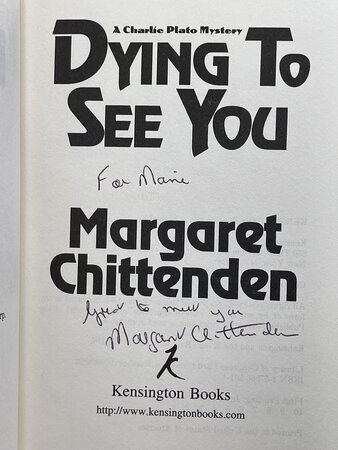 A Charlie Plato Mystery
DYING TO
SEE YOU
For Marie
Margaret
Chittenden
Great to meet you
Margaret Chittenden
K
Kensington Books
http://www.kensingtonbooks.com